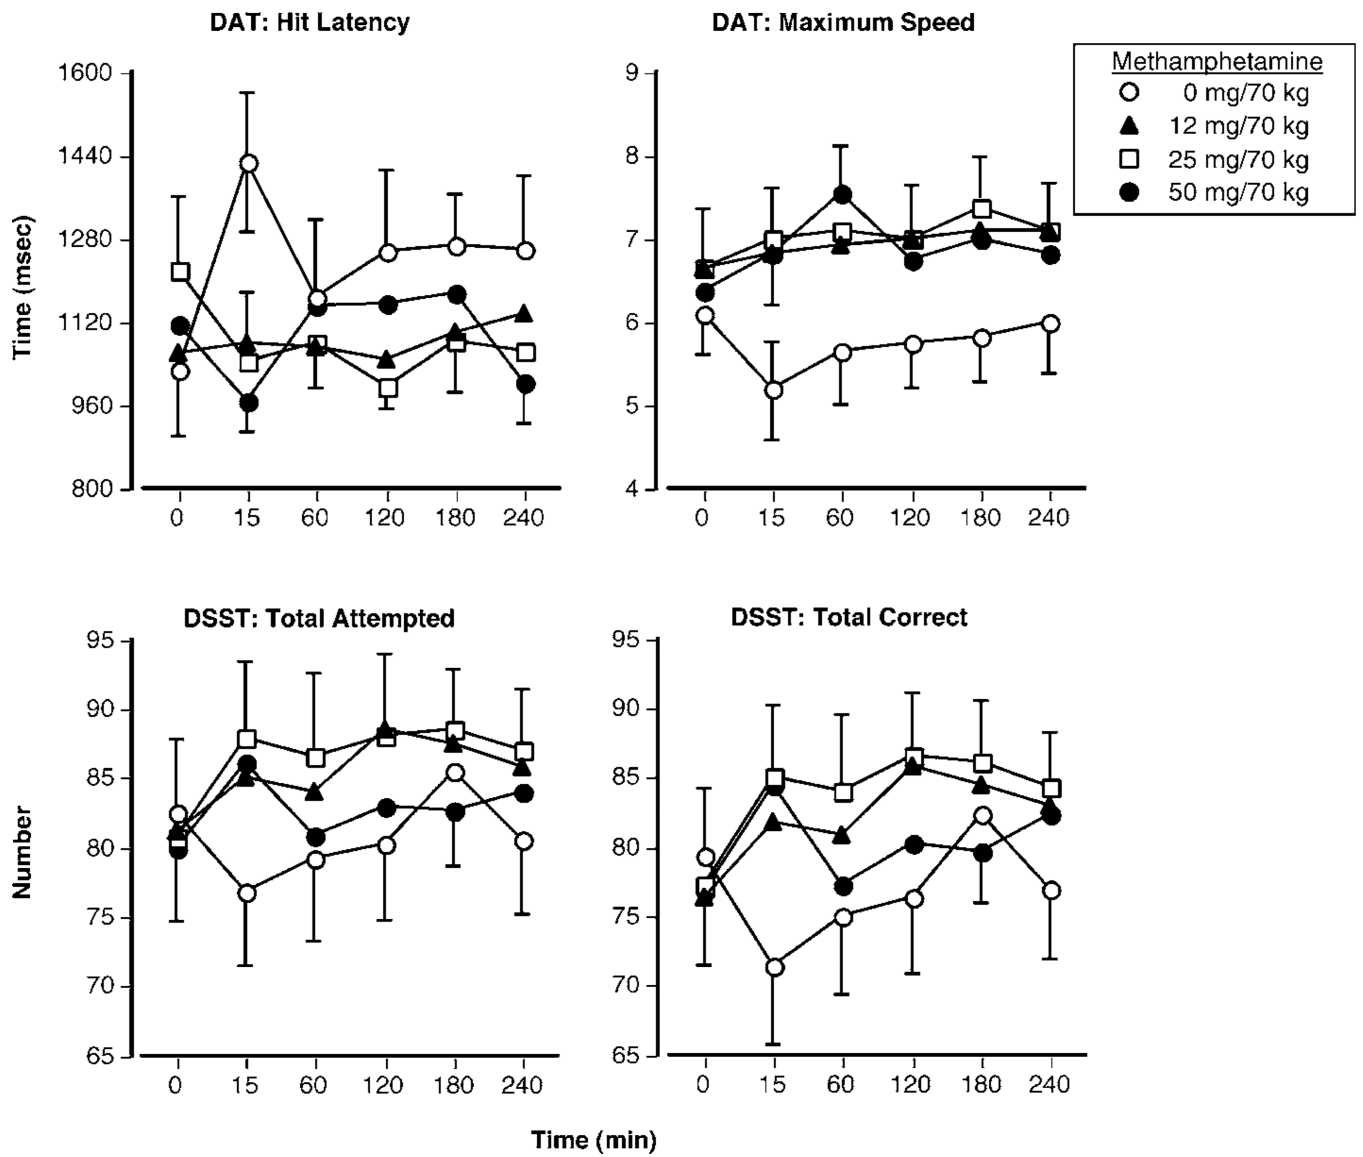 DAT: Hit Latency
DAT: Maximum Speed
Methamphetamine
0 mg/70 kg
12 mg/70 kg
25 mg/70 kg
50 mg/70 kg
Time (msec)
1600
1440
1280
1120
960
800
0 15 60 120 180 240
9
8
7
6
5
4
0 15 60 120 180 240
DSST: Total Attempted
DSST: Total Correct
Number
95
90
85
80
75
70
65
0 15 60 120 180 240
95
90
85
80
75
70
65
0 15 60 120 180 240
Time (min)